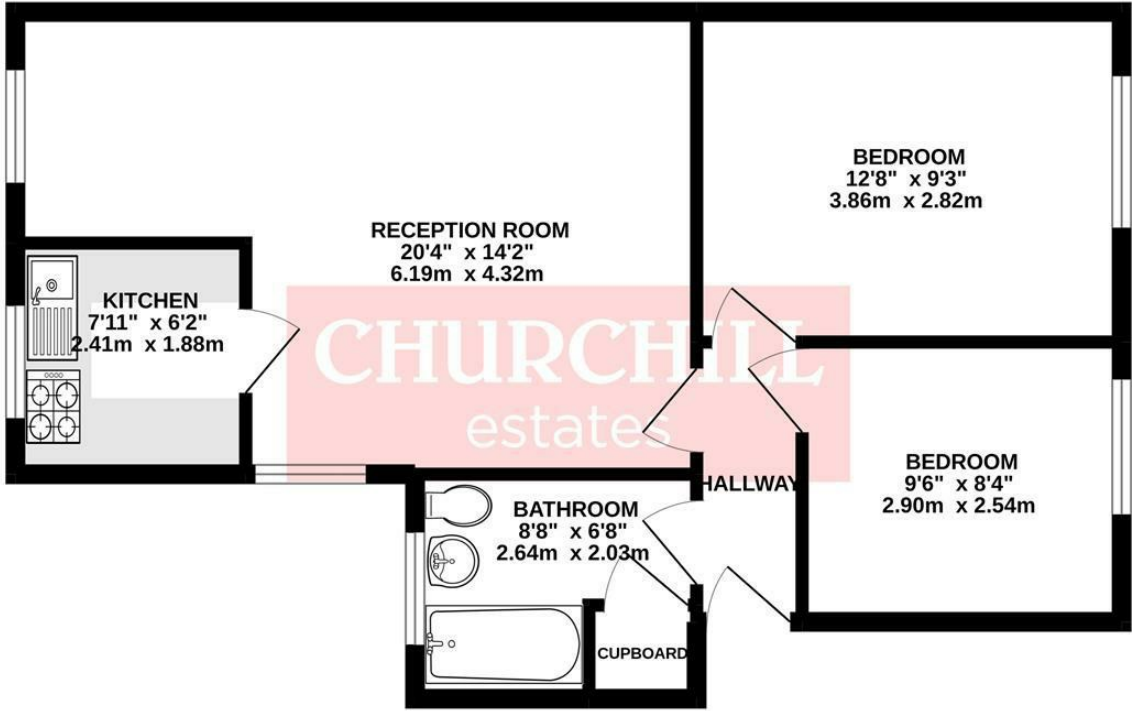 BEDROOM
12'8" x 9'3"
3.86m x 2.82m
RECEPTION ROOM
20'4" x 14'2"
6.19m x 4.32m
KITCHEN
7'11" x 6'2"
2.41m x 1.88m
CHURCHILL
estates
BEDROOM
9'6" x 8'4"
2.90m x 2.54m
HALLWAY
BATHROOM
8'8" x 6'8"
2.64m x 2.03m
CUPBOARD